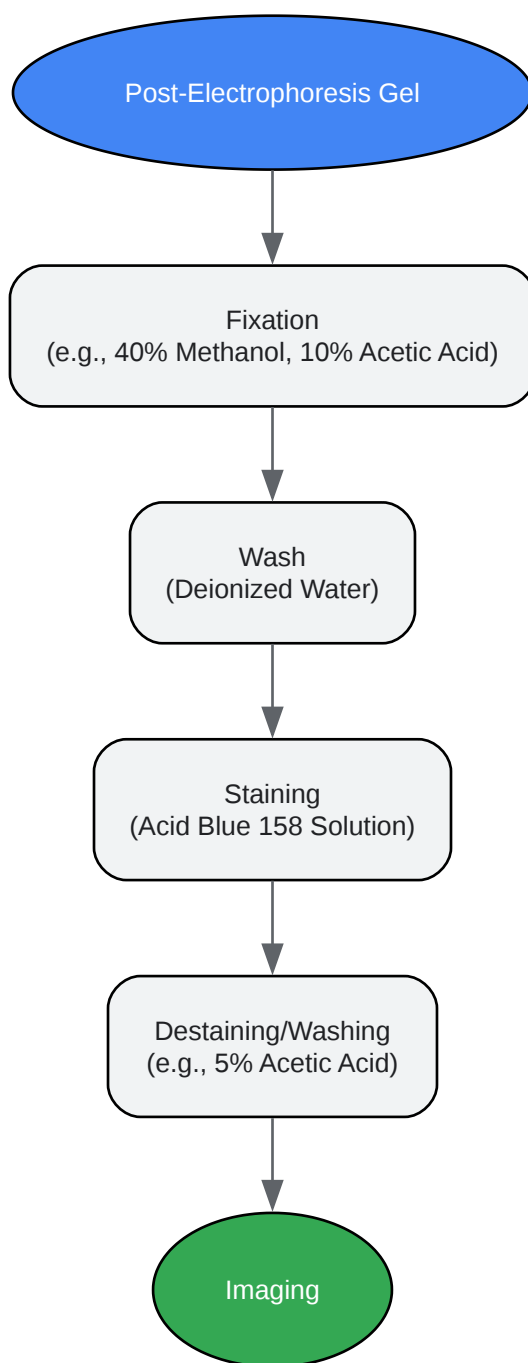 Post-Electrophoresis Gel
Fixation
(e.g., 40% Methanol, 10% Acetic Acid)
Wash
(Deionized Water)
Staining
(Acid Blue 158 Solution)
Destaining/Washing
(e.g., 5% Acetic Acid)
Imaging